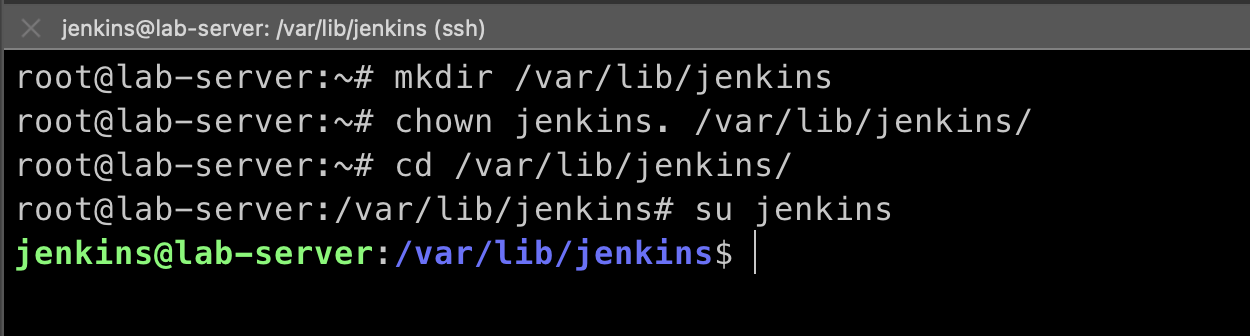 jenkins@lab-server: /var/lib/jenkins (ssh)
root@lab-server:~# mkdir /var/lib/jenkins
root@lab-server:~# chown jenkins. /var/lib/jenkins/
root@lab-server:~# cd /var/lib/jenkins/
root@lab-server:/var/lib/jenkins# su jenkins
jenkins@lab-server:/var/lib/jenkins$